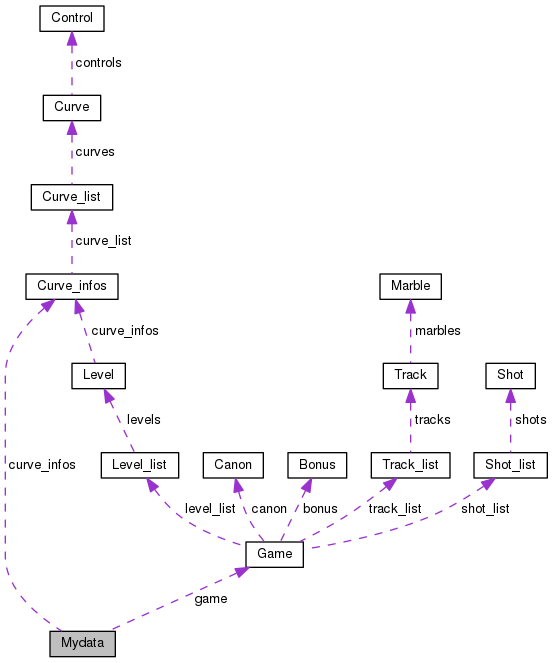 Control
controls
Curve
curves
Curve_list
curve_list
Curve_infos
Marble
curve_infos
marbles
Level
Track
Shot
levels
tracks
shots
Level_list
Canon
Bonus
Track_list
Shot_list
curve_infos
level_list
canon
bonus
track_list
shot_list
Game
game
Mydata